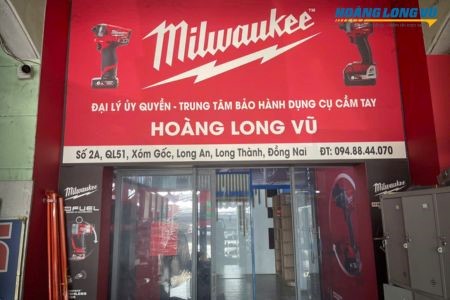 HOÀNG LONG VŨ
Milwaukee
ĐẠI LÝ ỦY QUYỀN - TRUNG TÂM BẢO HÀNH DỤNG CỤ CẦM TAY
HOÀNG LONG VŨ
Số 2A, QL51, Xóm Gốc, Long An, Long Thành, Đồng Nai ĐT: 094.88.44.070
Milwaukee
FUEL